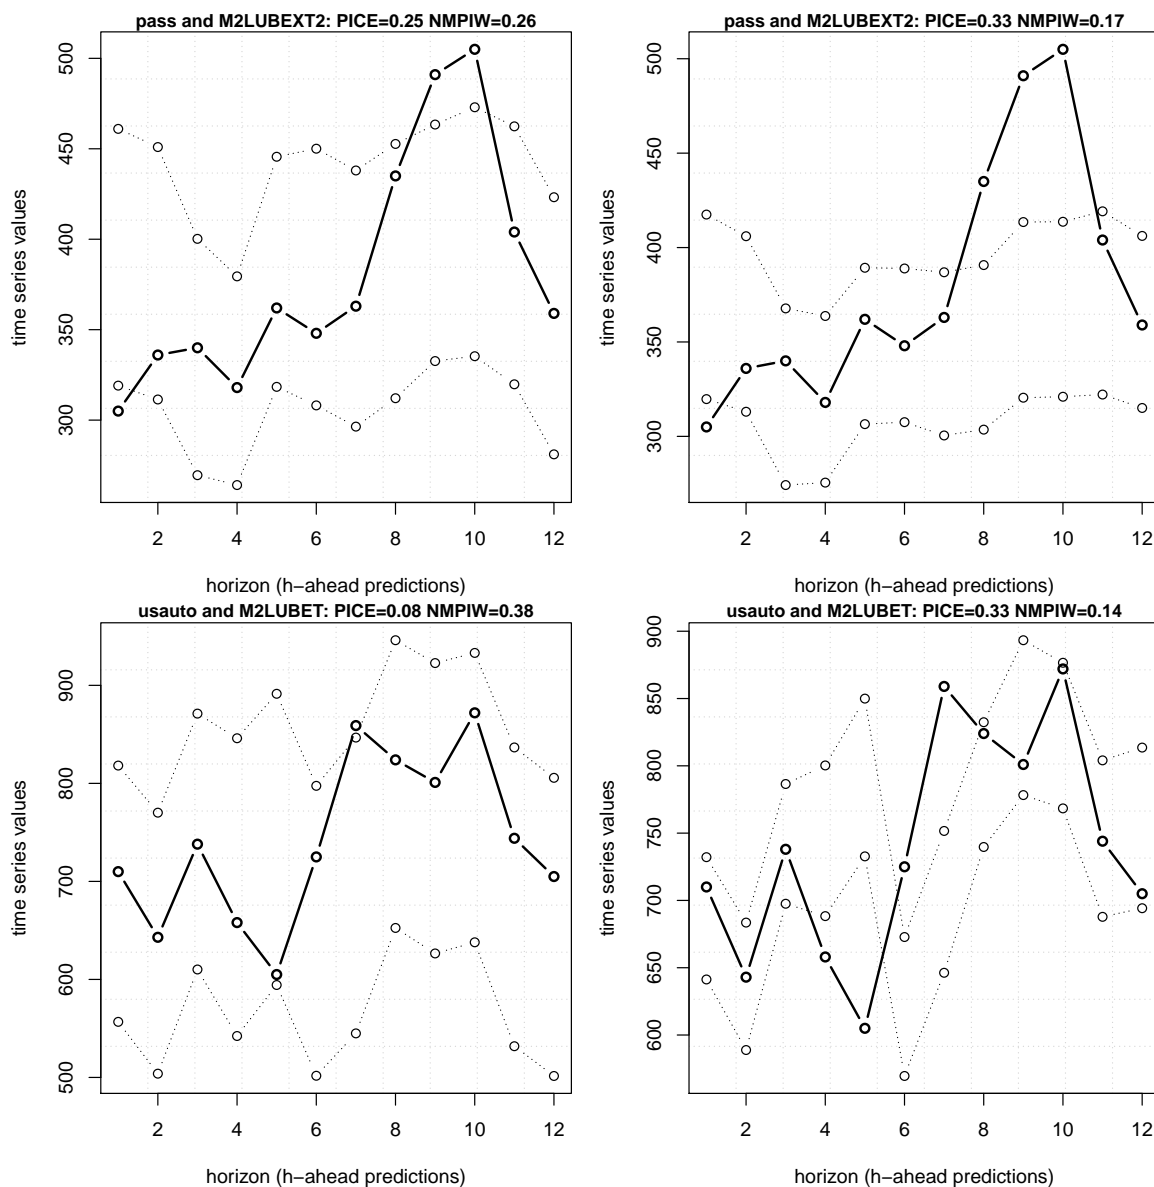 pass and M2LUBEXT2: PICE=0.25 NMPIW=0.26
time series values
500
450
400
350
300
2 4 6 8 10 12
horizon (h−ahead predictions)
pass and M2LUBEXT2: PICE=0.33 NMPIW=0.17
time series values
500
450
400
350
300
2 4 6 8 10 12
horizon (h−ahead predictions)
usauto and M2LUBET: PICE=0.08 NMPIW=0.38
time series values
900
800
700
600
500
2 4 6 8 10 12
horizon (h−ahead predictions)
usauto and M2LUBET: PICE=0.33 NMPIW=0.14
time series values
900
850
800
750
700
650
600
2 4 6 8 10 12
horizon (h−ahead predictions)